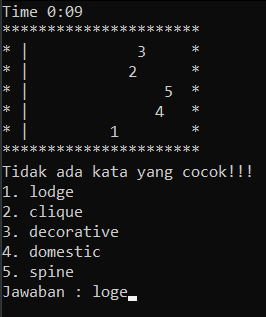 Time 0:09
**********************
* |            3     *
* |           2      *
* |               5  *
* |              4   *
* |         1        *
**********************
Tidak ada kata yang cocok!!!
1. lodge
2. clique
3. decorative
4. domestic
5. spine
Jawaban : loge